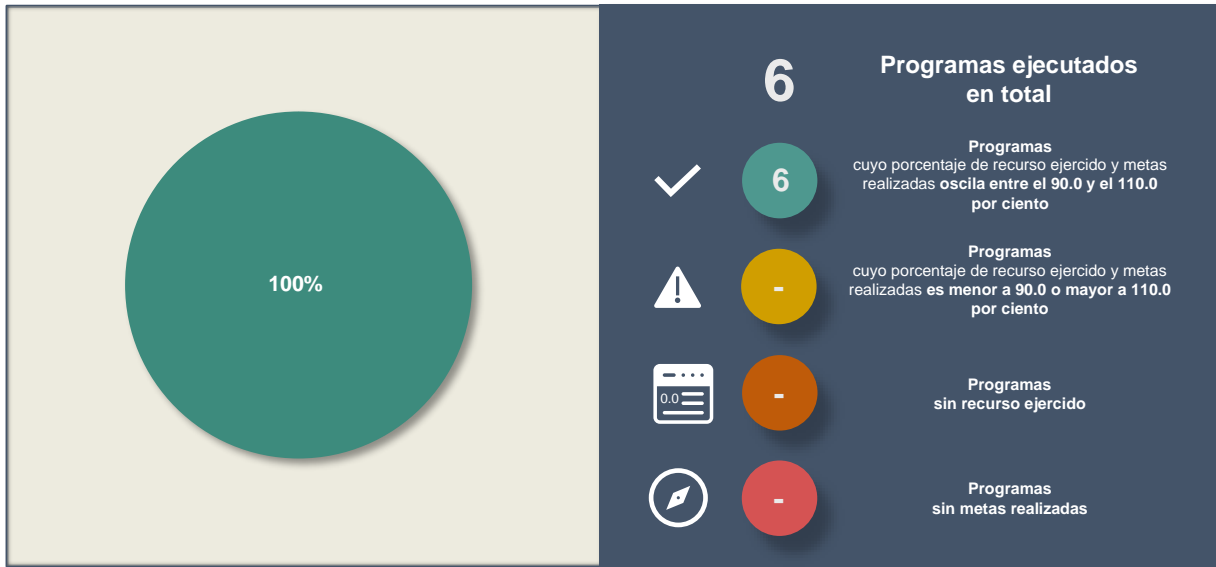 100%
6
Programas ejecutados
en total
6
Programas
cuyo porcentaje de recurso ejercido y metas
realizadas oscila entre el 90.0 y el 110.0
por ciento
-
Programas
cuyo porcentaje de recurso ejercido y metas
realizadas es menor a 90.0 o mayor a 110.0
por ciento
0.0
-
Programas
sin recurso ejercido
-
Programas
sin metas realizadas